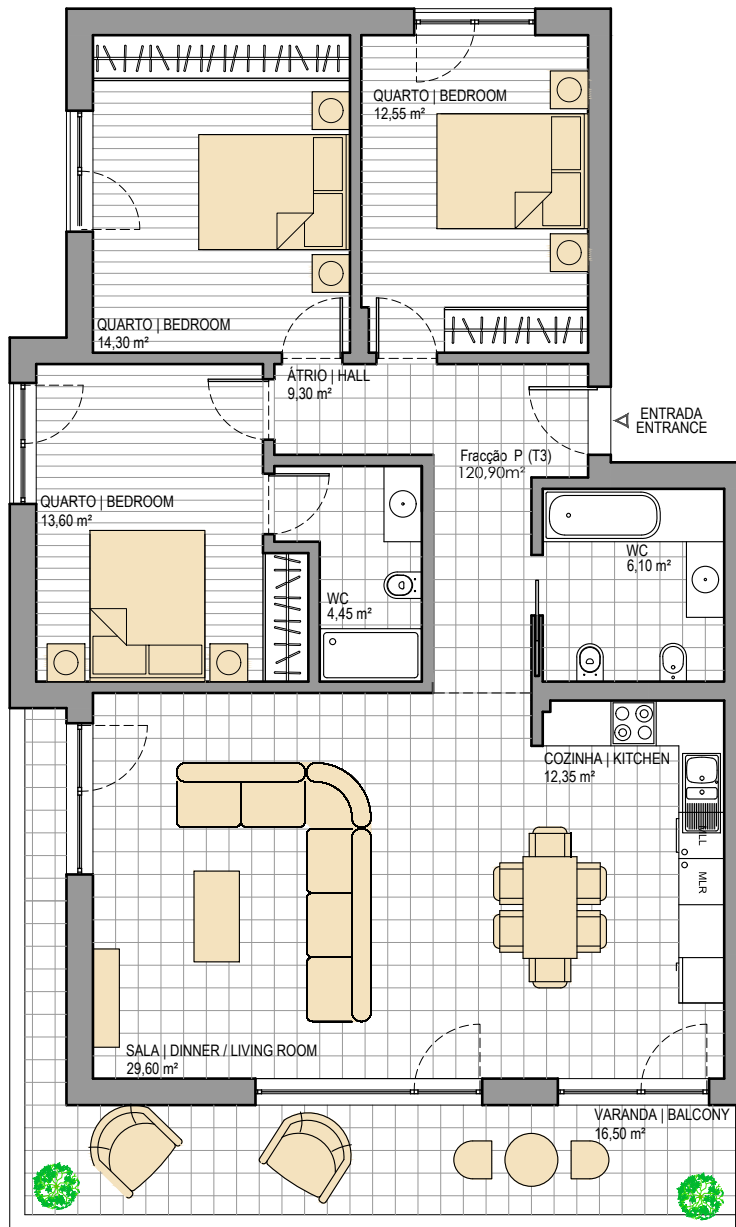 QUARTO | BEDROOM
12,55 m²
QUARTO | BEDROOM
14,30 m²
ÁTRIO | HALL
9,30 m²
ENTRADA
ENTRANCE
Fracção P (T3)
120,90m²
QUARTO | BEDROOM
13,60 m²
WC
6,10 m²
WC
4,45 m²
COZINHA | KITCHEN
12,35 m²
MLL
MLR
SALA | DINNER / LIVING ROOM
29,60 m²
VARANDA | BALCONY
16,50 m²